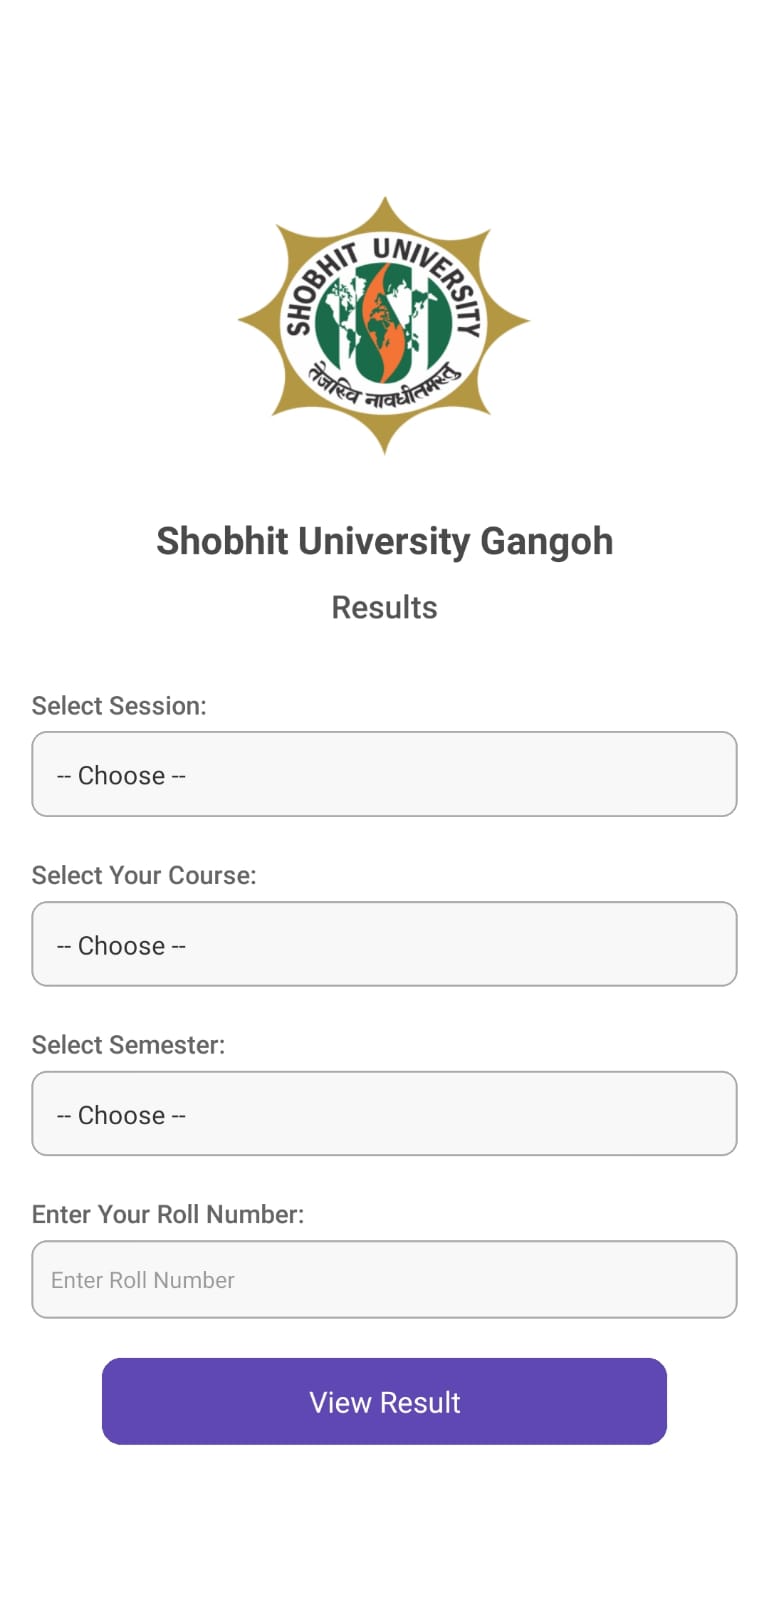 SHOBHIT UNIVERSITY
तेजस्वि नावधीतमस्तु
Shobhit University Gangoh
Results
Select Session:
-- Choose --
Select Your Course:
-- Choose --
Select Semester:
-- Choose --
Enter Your Roll Number:
Enter Roll Number
View Result